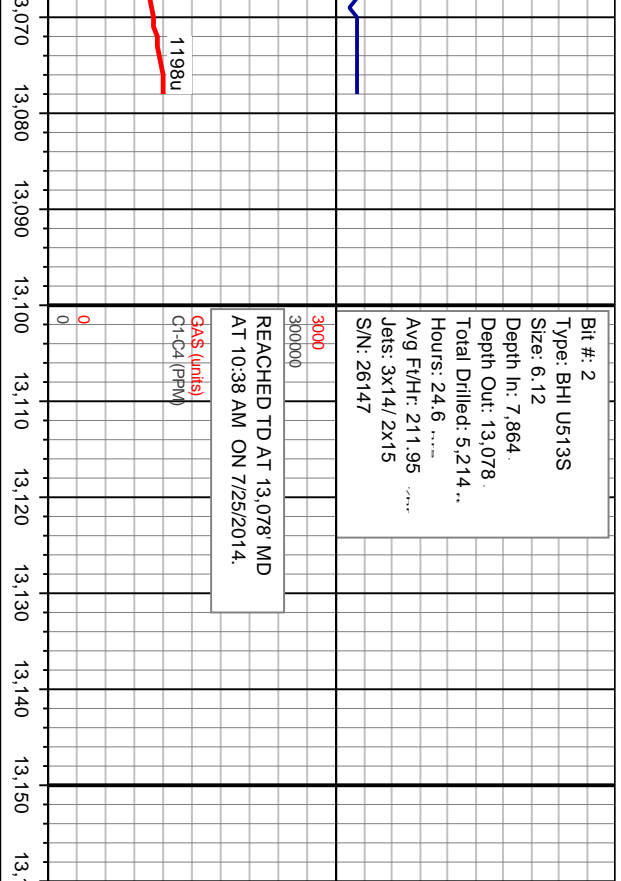 Bit #: 2
Type: BHI U513S
Size: 6.12
Depth In: 7,864
Depth Out: 13,078
Total Drilled: 5,214
Hours: 24.6
Avg Ft/Hr: 211.95
Jets: 3x14/ 2x15
S/N: 26147
3000
300000
REACHED TD AT 13,078' MD
AT 10:38 AM ON 7/25/2014.
GAS (units)
C1-C4 (PPM)
0
0
1198u
13,080
13,090
13,100
13,110
13,120
13,130
13,140
13,150